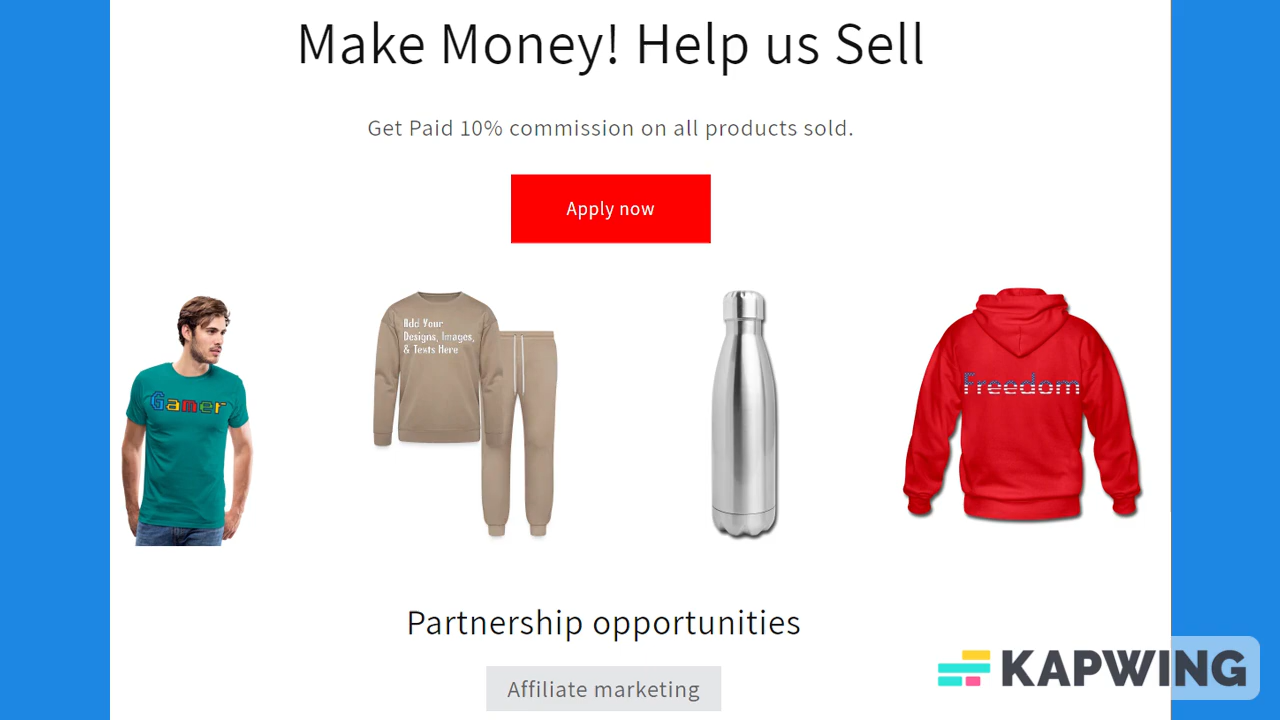 Make Money! Help us Sell
Get Paid 10% commission on all products sold.
Apply now
Gamer
Add Your
Designs, Images,
& Texts Here
Freedom
Partnership opportunities
Affiliate marketing
KAPWING